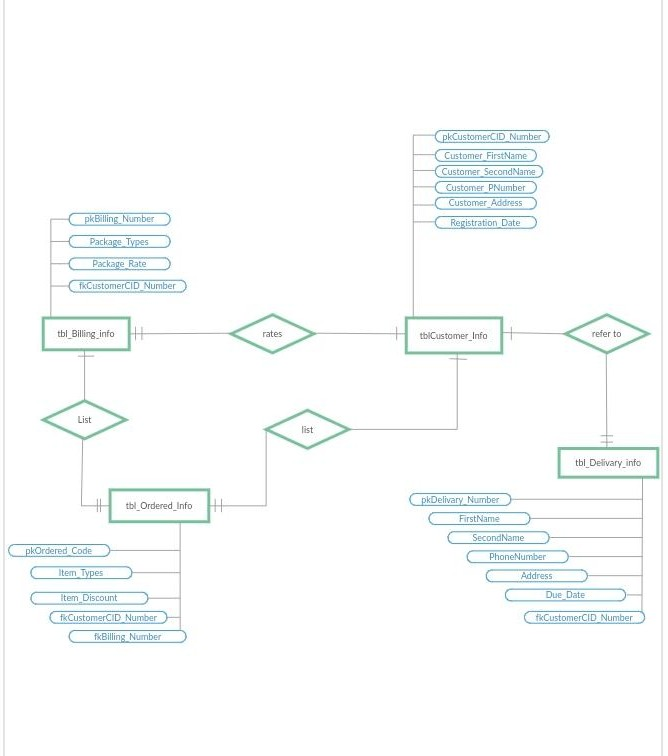 pkCustomerCID_Number
Customer_FirstName
Customer_SecondName
Customer_PNumber
Customer_Address
Registration_Date
pkBilling_Number
Package_Types
Package_Rate
fkCustomerCID_Number
tbl_Billing_info
rates
tblCustomer_Info
refer to
List
list
tbl_Delivary_info
tbl_Ordered_Info
pkDelivary_Number
FirstName
SecondName
PhoneNumber
Address
Due_Date
fkCustomerCID_Number
pkOrdered_Code
Item_Types
Item_Discount
fkCustomerCID_Number
fkBilling_Number